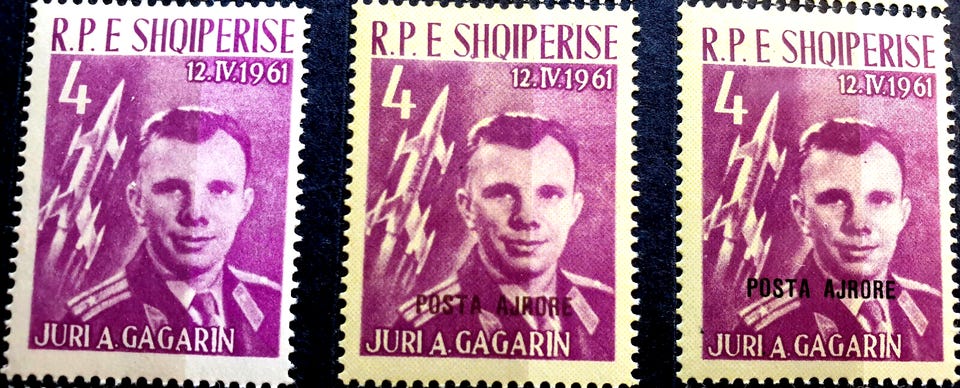 R.P. E SHQIPERISE
12.IV.1961
4
JURI A. GAGARIN
R.P. E SHQIPERISE
12.IV.1961
4
POSTA AJRORE
JURI A. GAGARIN
R.P. E SHQIPERISE
12.IV.1961
4
POSTA AJRORE
JURI A. GAGARIN